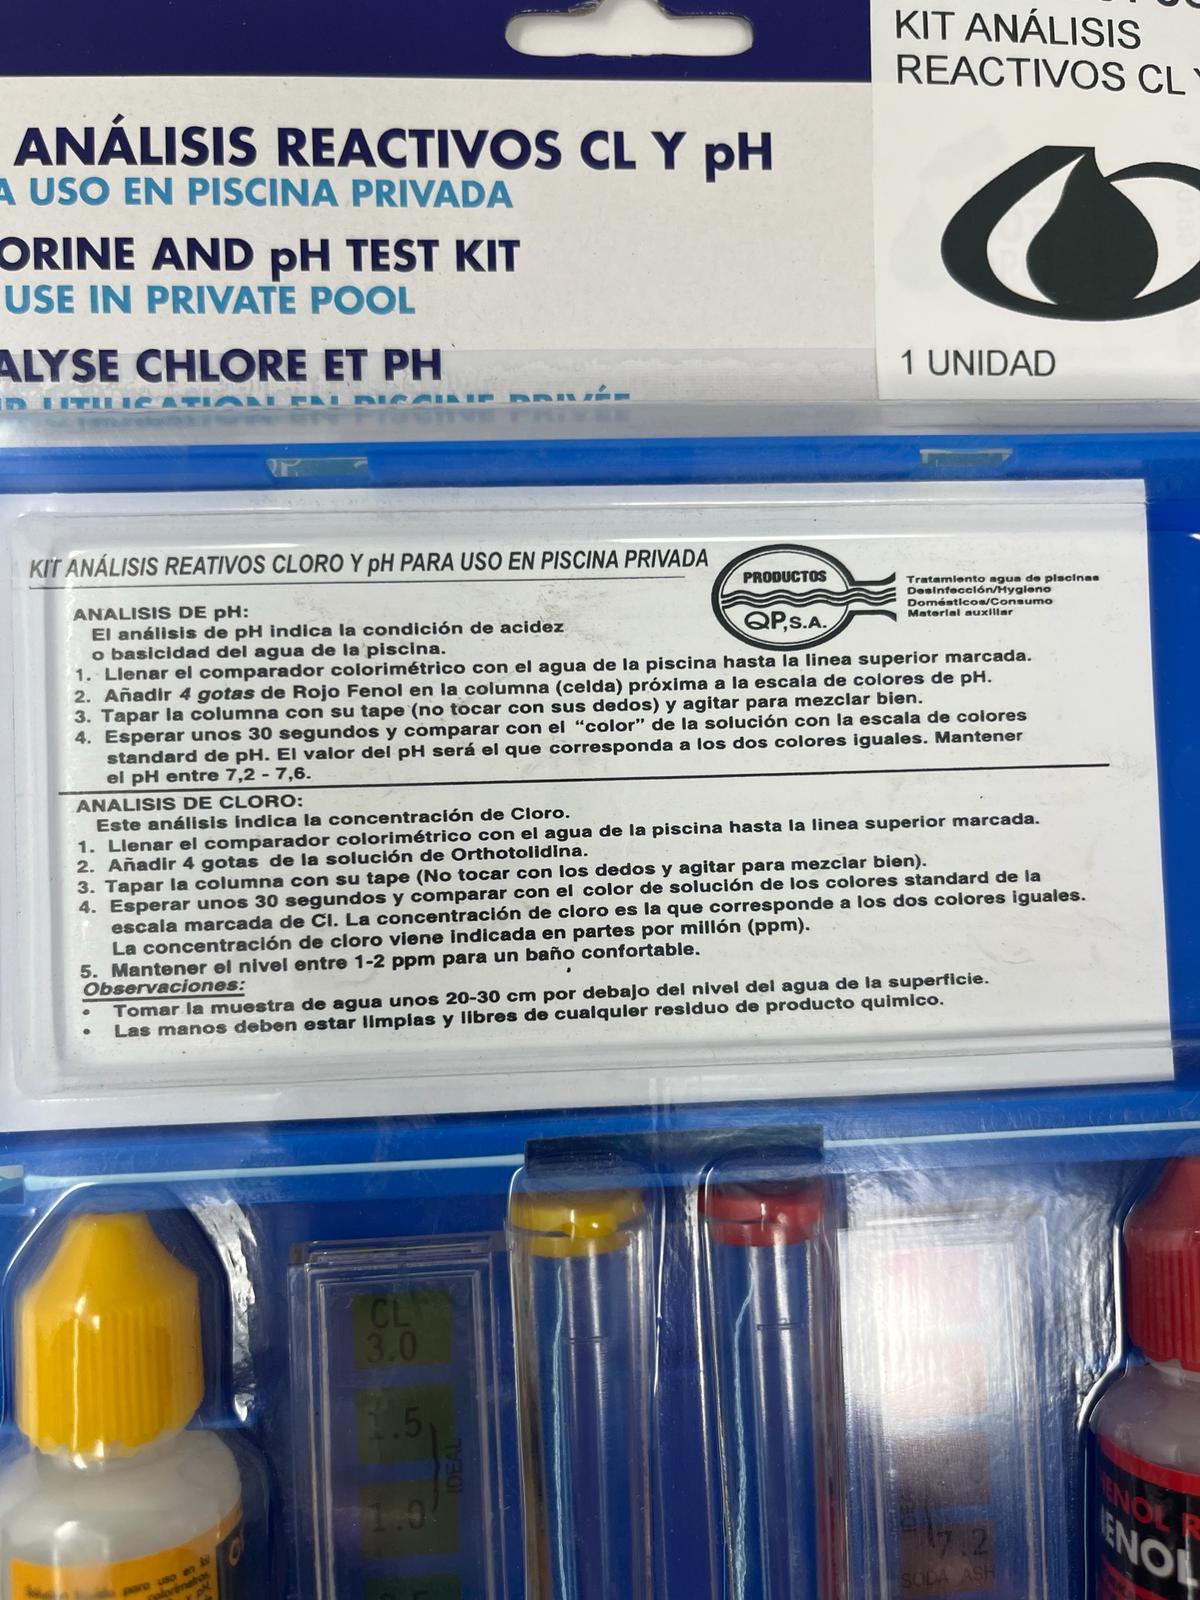 KIT ANÁLISIS
REACTIVOS CL Y
1 UNIDAD
ANÁLISIS REACTIVOS CL Y pH
A USO EN PISCINA PRIVADA
ORINE AND pH TEST KIT
USE IN PRIVATE POOL
ALYSE CHLORE ET PH
UTILISATION EN PISCINE PRIVÉE
KIT ANÁLISIS REATIVOS CLORO Y pH PARA USO EN PISCINA PRIVADA
PRODUCTOS
QP, S.A.
Tratamiento agua de piscinas
Desinfección/Hygieno
Domésticos/Consumo
Material auxiliar
ANALISIS DE pH:
El análisis de pH indica la condición de acidez
o basicidad del agua de la piscina.
1. Llenar el comparador colorimétrico con el agua de la piscina hasta la linea superior marcada.
2. Añadir 4 gotas de Rojo Fenol en la columna (celda) próxima a la escala de colores de pH.
3. Tapar la columna con su tape (no tocar con sus dedos) y agitar para mezclar bien.
4. Esperar unos 30 segundos y comparar con el “color” de la solución con la escala de colores
standard de pH. El valor del pH será el que corresponda a los dos colores iguales. Mantener
el pH entre 7,2 - 7,6.
ANALISIS DE CLORO:
Este análisis indica la concentración de Cloro.
1. Llenar el comparador colorimétrico con el agua de la piscina hasta la linea superior marcada.
2. Añadir 4 gotas de la solución de Orthotolidina.
3. Tapar la columna con su tape (No tocar con los dedos y agitar para mezclar bien).
4. Esperar unos 30 segundos y comparar con el color de solución de los colores standard de la
escala marcada de Cl. La concentración de cloro es la que corresponde a los dos colores iguales.
La concentración de cloro viene indicada en partes por millón (ppm).
5. Mantener el nivel entre 1-2 ppm para un baño confortable.
Observaciones:
• Tomar la muestra de agua unos 20-30 cm por debajo del nivel del agua de la superficie.
• Las manos deben estar limpias y libres de cualquier residuo de producto quimico.
CL
3.0
1.5
1.0
IDEAL
7.2
SODA ASH
para uso en kit
ENOL R
ENOL